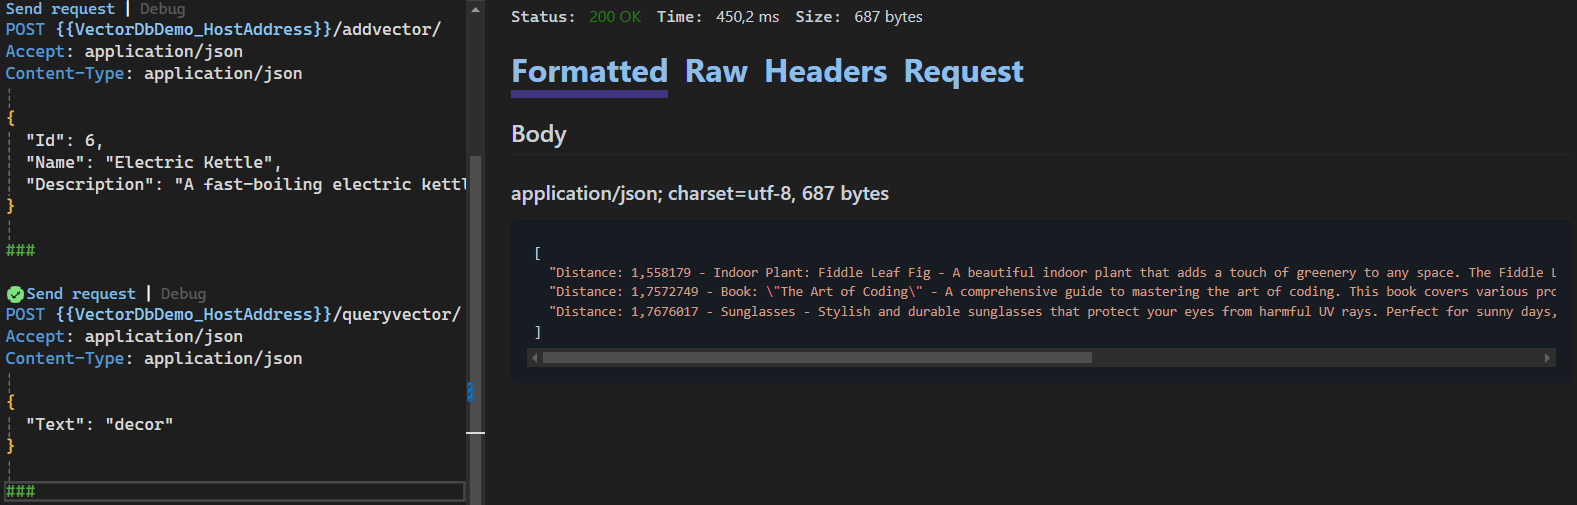 Send request | Debug
POST {{VectorDbDemo_HostAddress}}/addvector/
Accept: application/json
Content-Type: application/json
{
"Id": 6,
"Name": "Electric Kettle",
"Description": "A fast-boiling electric kettl
}
###
Send request | Debug
POST {{VectorDbDemo_HostAddress}}/queryvector/
Accept: application/json
Content-Type: application/json
{
"Text": "decor"
}
###
Status: 200 OK Time: 450,2 ms Size: 687 bytes
Formatted Raw Headers Request
Body
application/json; charset=utf-8, 687 bytes
[
"Distance: 1,558179 - Indoor Plant: Fiddle Leaf Fig - A beautiful indoor plant that adds a touch of greenery to any space. The Fiddle L
"Distance: 1,7572749 - Book: \"The Art of Coding\" - A comprehensive guide to mastering the art of coding. This book covers various pro
"Distance: 1,7676017 - Sunglasses - Stylish and durable sunglasses that protect your eyes from harmful UV rays. Perfect for sunny days,
]